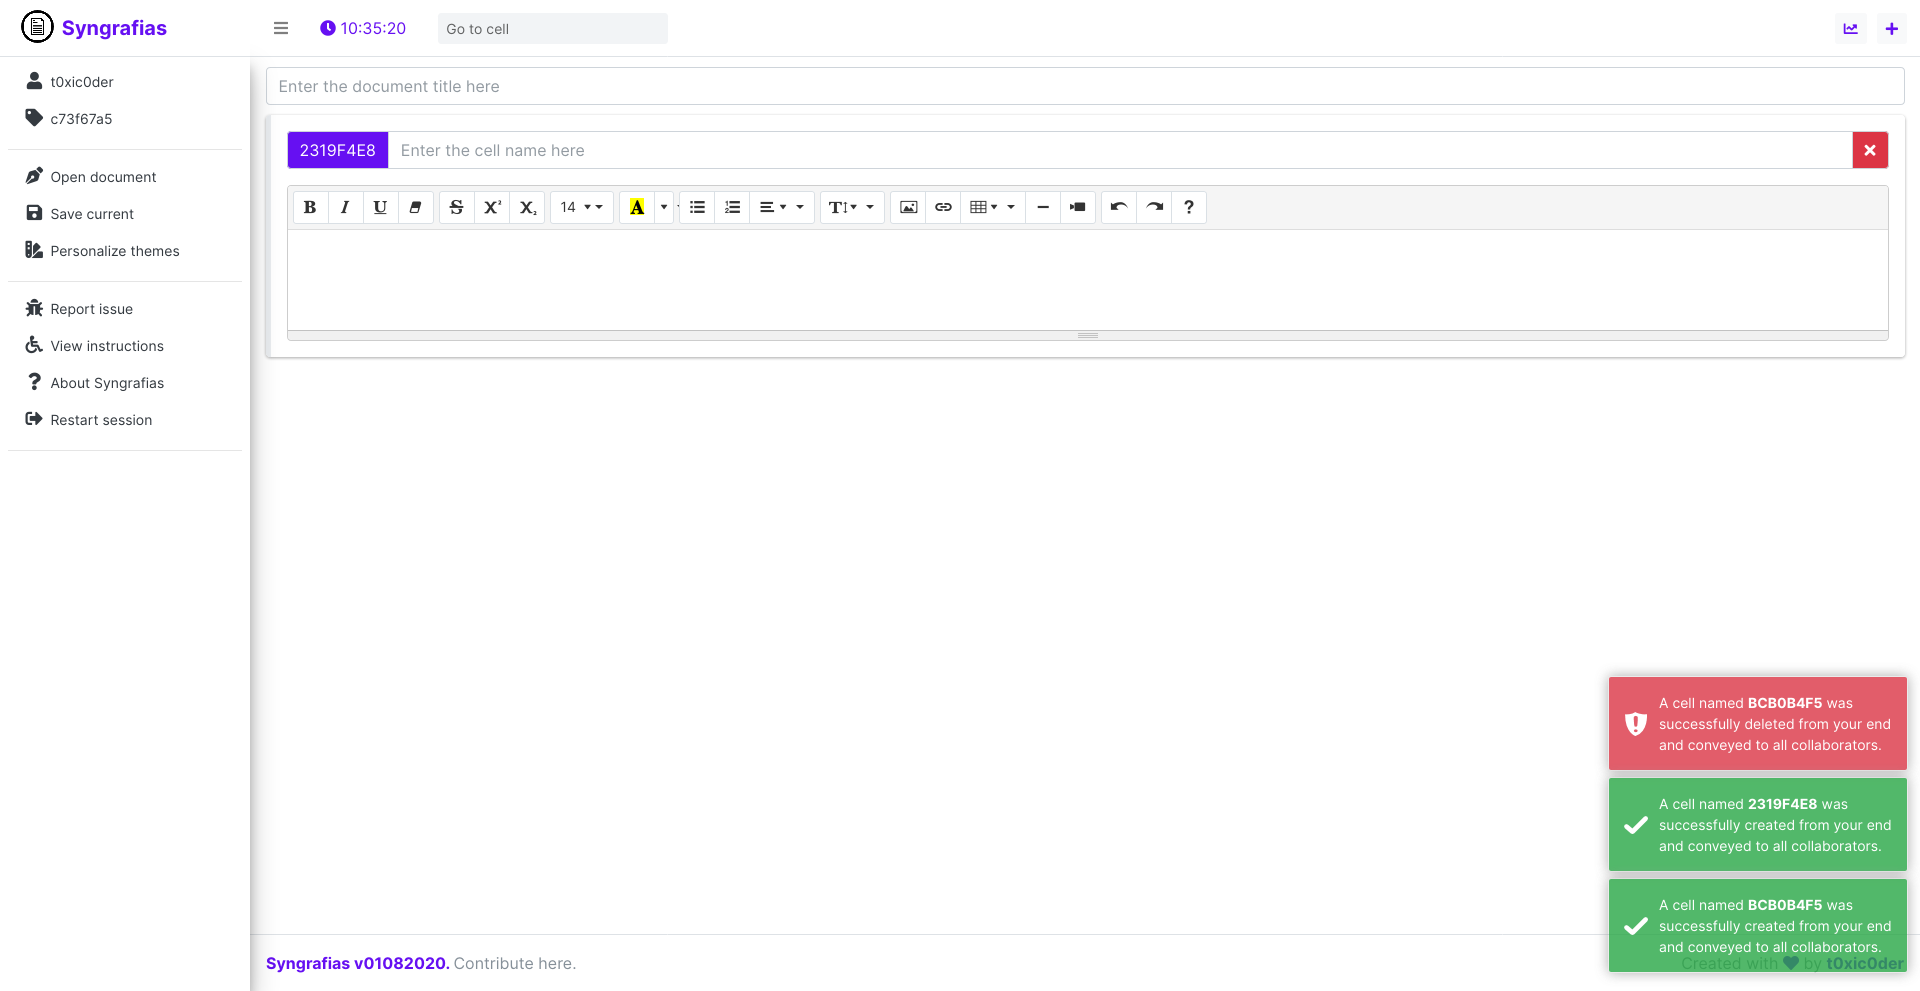 Syngrafias
10:35:20
Go to cell
t0xic0der
c73f67a5
Open document
Save current
Personalize themes
Report issue
View instructions
About Syngrafias
Restart session
Enter the document title here
2319F4E8
Enter the cell name here
B I U S X² X₂ 14 A T ?
A cell named BCB0B4F5 was
successfully deleted from your end
and conveyed to all collaborators.
A cell named 2319F4E8 was
successfully created from your end
and conveyed to all collaborators.
A cell named BCB0B4F5 was
successfully created from your end
and conveyed to all collaborators.
Syngrafias v01082020. Contribute here.
Created with by t0xic0der